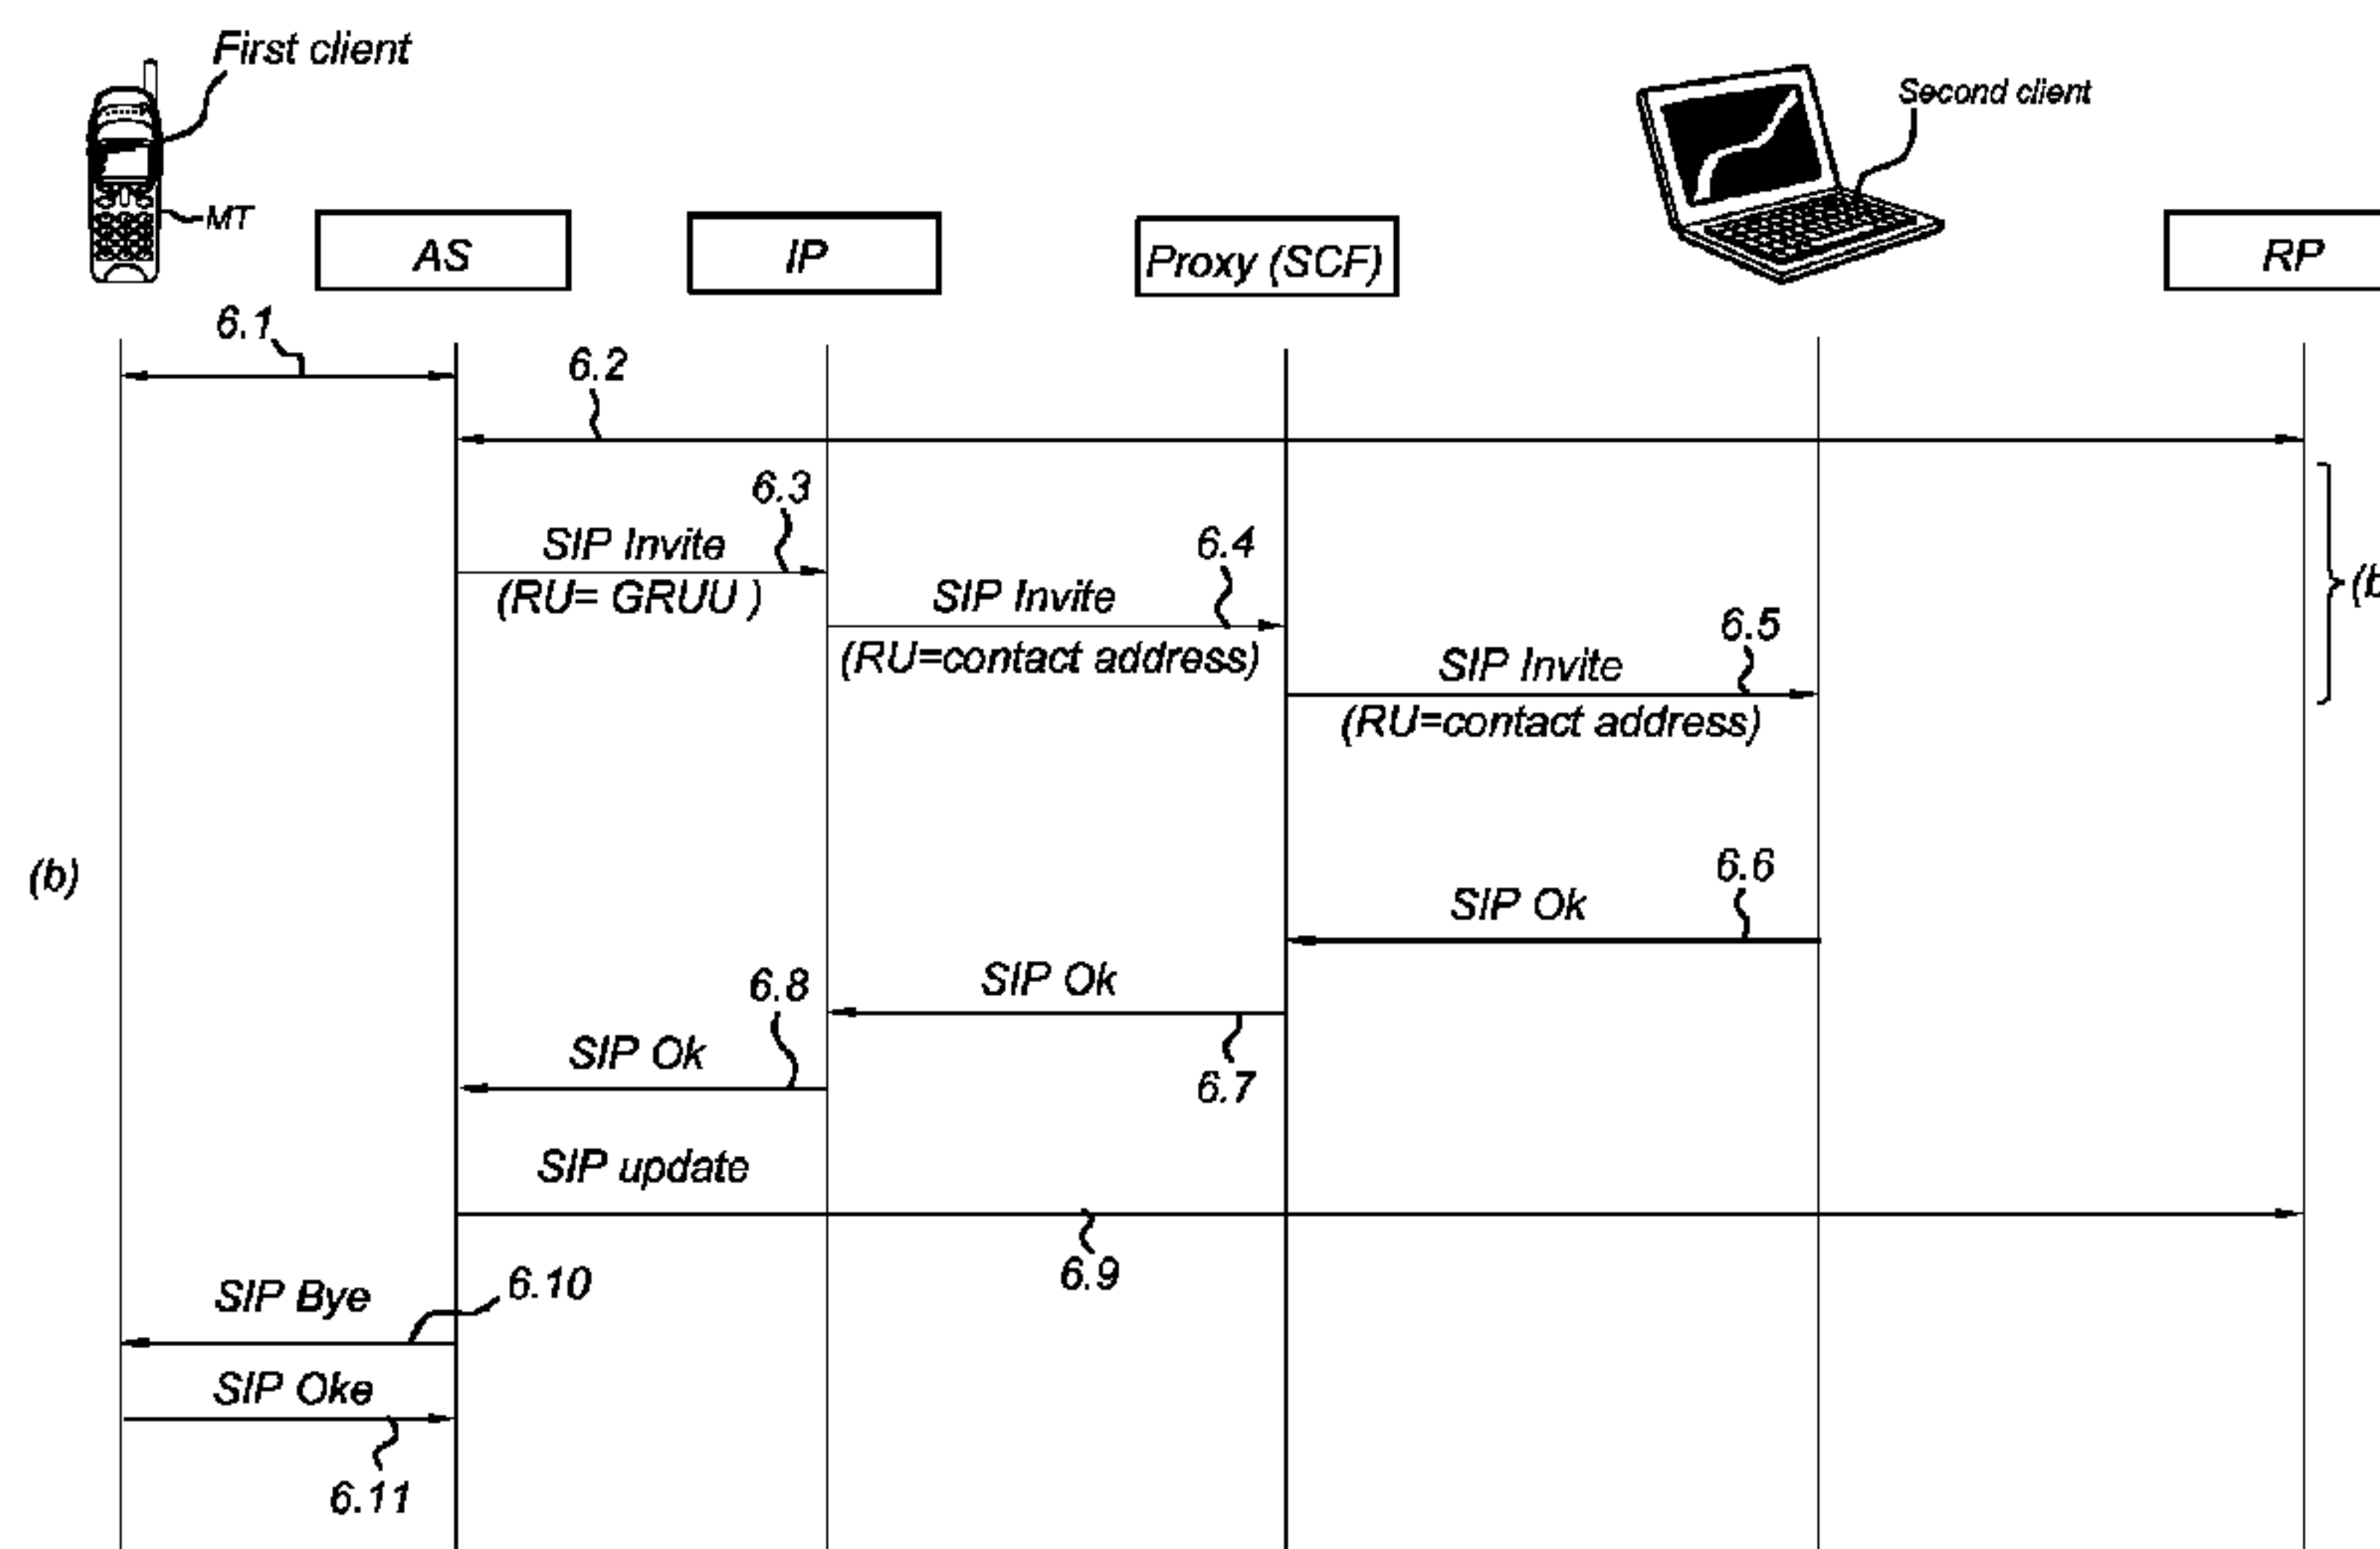 First client
Second client
MT
AS
IP
Proxy (SCF)
RP
6.1
6.2
6.3
SIP Invite
(RU= GRUU )
6.4
SIP Invite
(RU=contact address)
6.5
SIP Invite
(RU=contact address)
(b
(b)
6.6
SIP Ok
SIP Ok
6.7
6.8
SIP Ok
SIP update
6.9
SIP Bye
6.10
SIP Oke
6.11